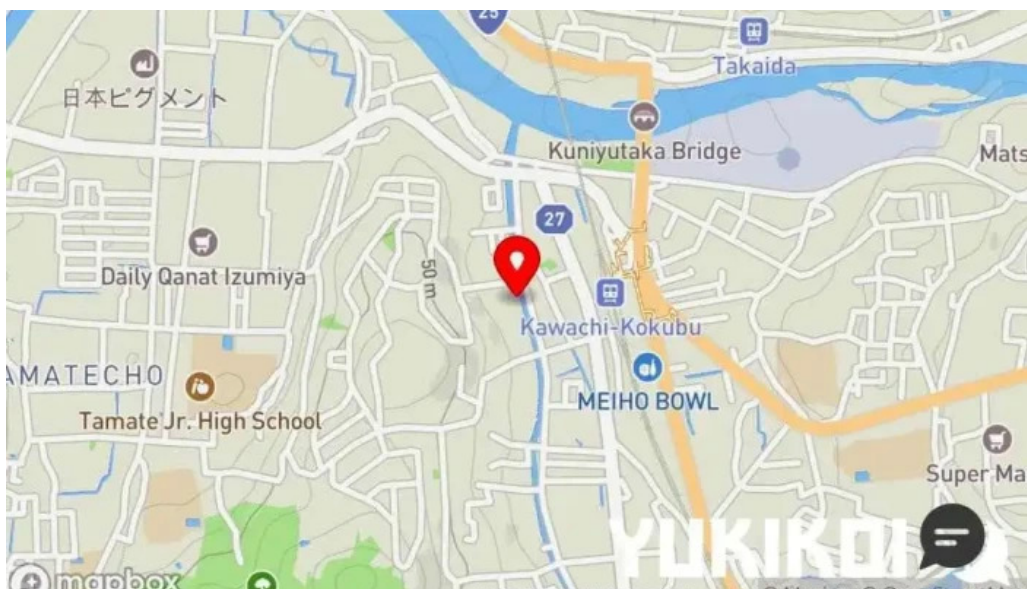 25
Takaida
日本ピグメント
Kuniyutaka Bridge
Mats
27
Daily Qanat Izumiya
50 m
Kawachi-Kokubu
AMATECHO
MEIHO BOWL
Tamate Jr. High School
Super Ma
YUKIKOI
mapbox